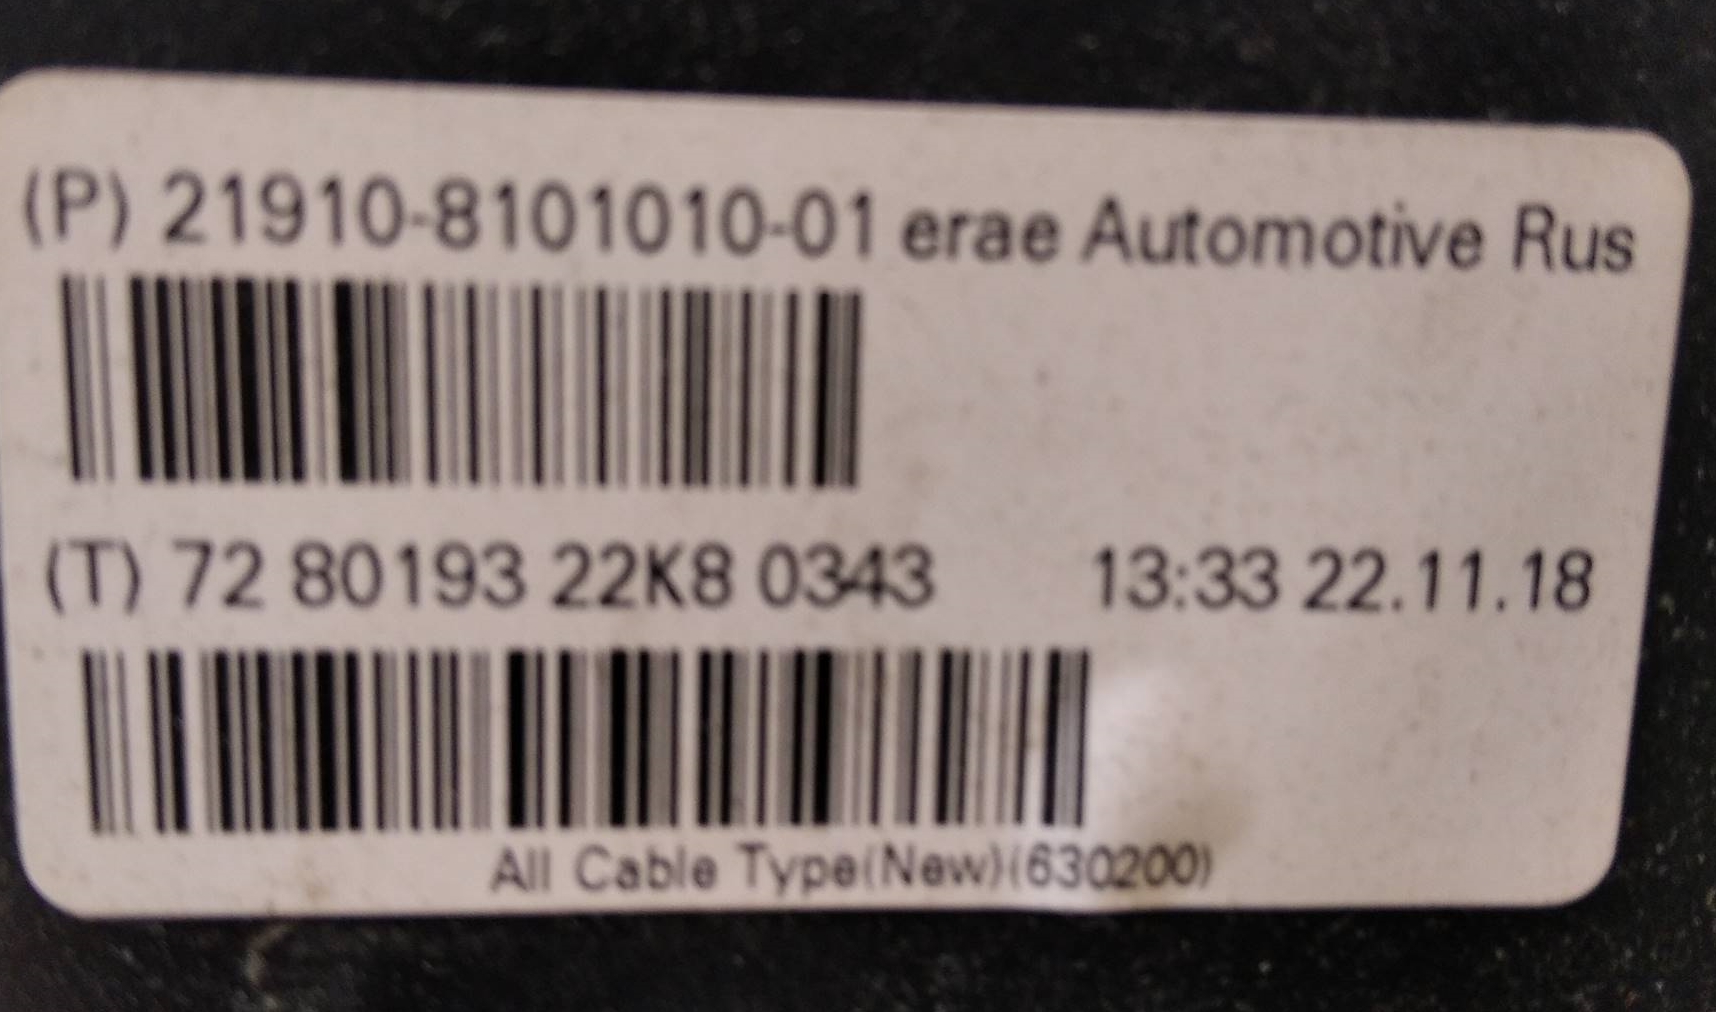 (P) 21910-8101010-01 erae Automotive Rus
(T) 72 80193 22K8 0343 13:33 22.11.18
All Cable Type(New)(630200)